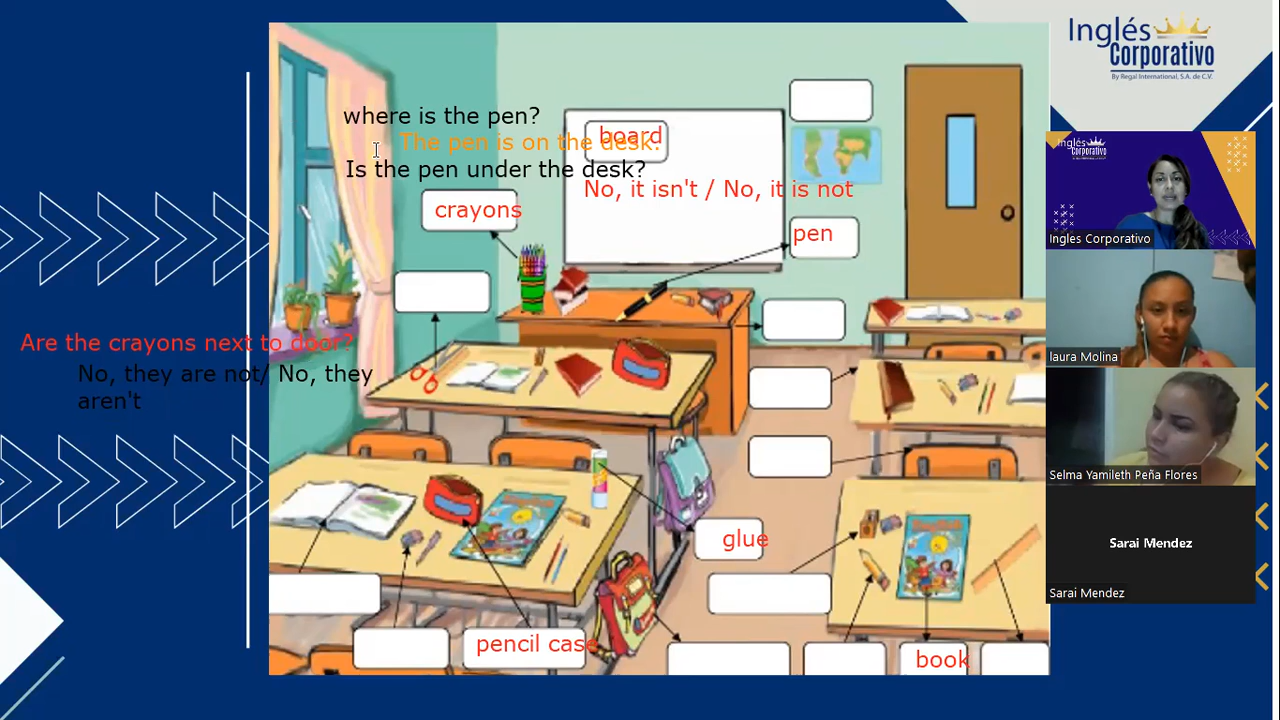 Inglés
Corporativo
By Regal International, S.A. de C.V.
where is the pen?
board
The pen is on the desk.
Is the pen under the desk?
No, it isn't / No, it is not
crayons
pen
Are the crayons next to door?
No, they are not/ No, they
aren't
glue
pencil case
book
Inglés
Corporativo
Ingles Corporativo
laura Molina
Selma Yamileth Peña Flores
Sarai Mendez
Sarai Mendez